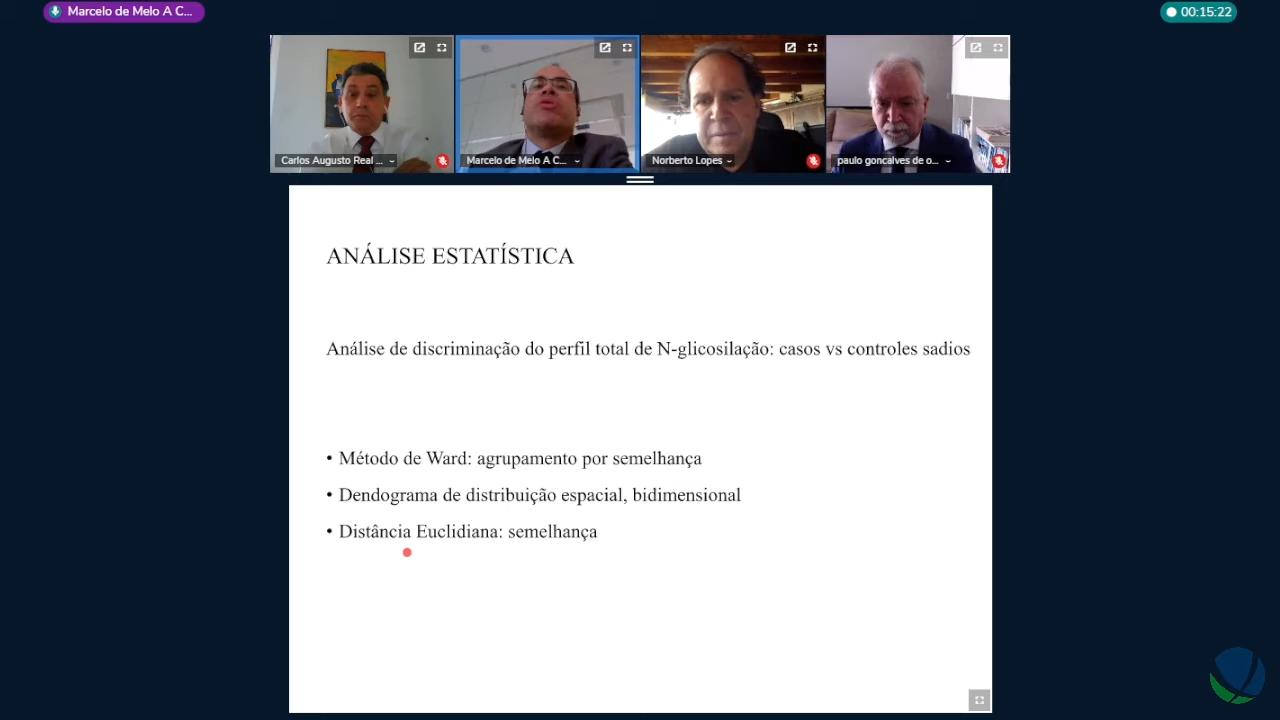 Marcelo de Melo A C...
00:15:22
Carlos Augusto Real ...
Marcelo de Melo A C...
Norberto Lopes
paulo goncalves de o...
ANÁLISE ESTATÍSTICA
Análise de discriminação do perfil total de N-glicosilação: casos vs controles sadios
• Método de Ward: agrupamento por semelhança
• Dendograma de distribuição espacial, bidimensional
• Distância Euclidiana: semelhança